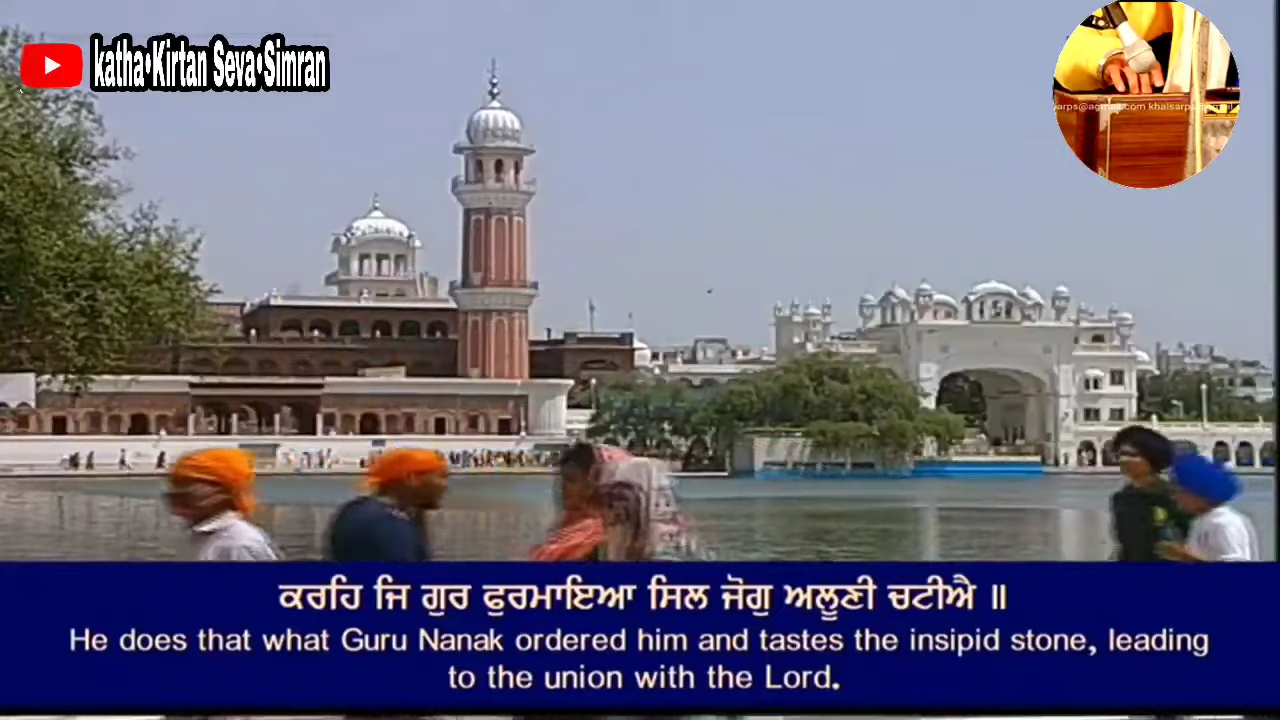 katha•Kirtan Seva•Simran
ਕਰਹਿ ਜਿ ਗੁਰ ਫੁਰਮਾਇਆ ਸਿਲ ਜੋਗੁ ਅਲੂਣੀ ਚਟੀਐ ॥
He does that what Guru Nanak ordered him and tastes the insipid stone, leading
to the union with the Lord.